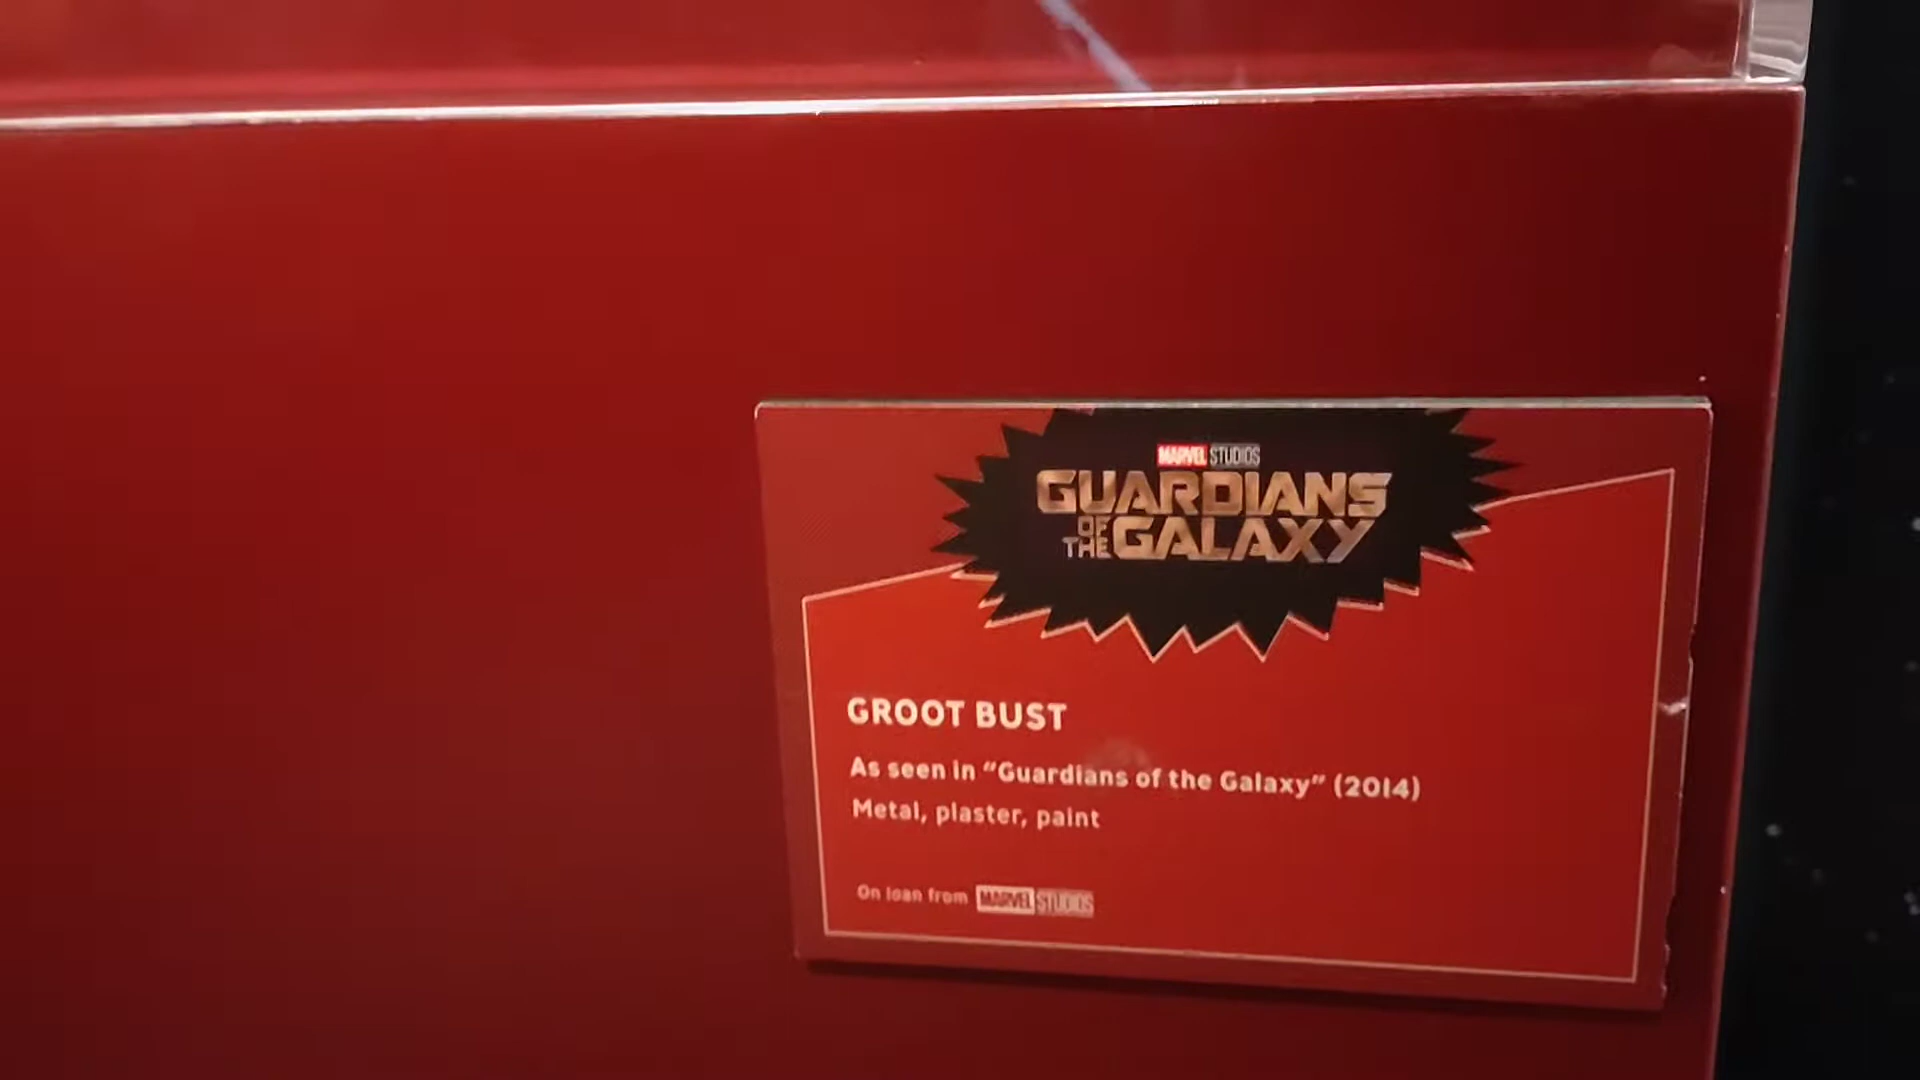 MARVEL STUDIOS
GUARDIANS
OF
THE GALAXY
GROOT BUST
As seen in “Guardians of the Galaxy” (2014)
Metal, plaster, paint
On loan from MARVEL STUDIOS